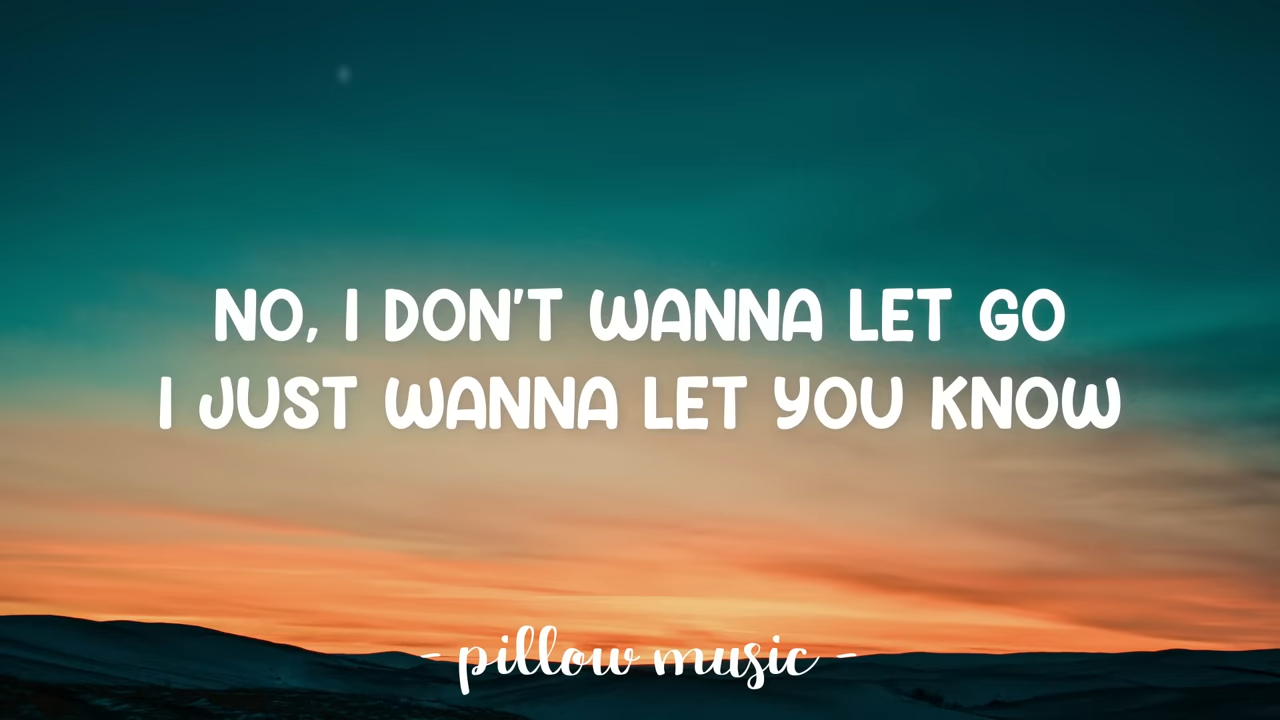 NO, I DON'T WANNA LET GO
I JUST WANNA LET YOU KNOW
- pillow music -